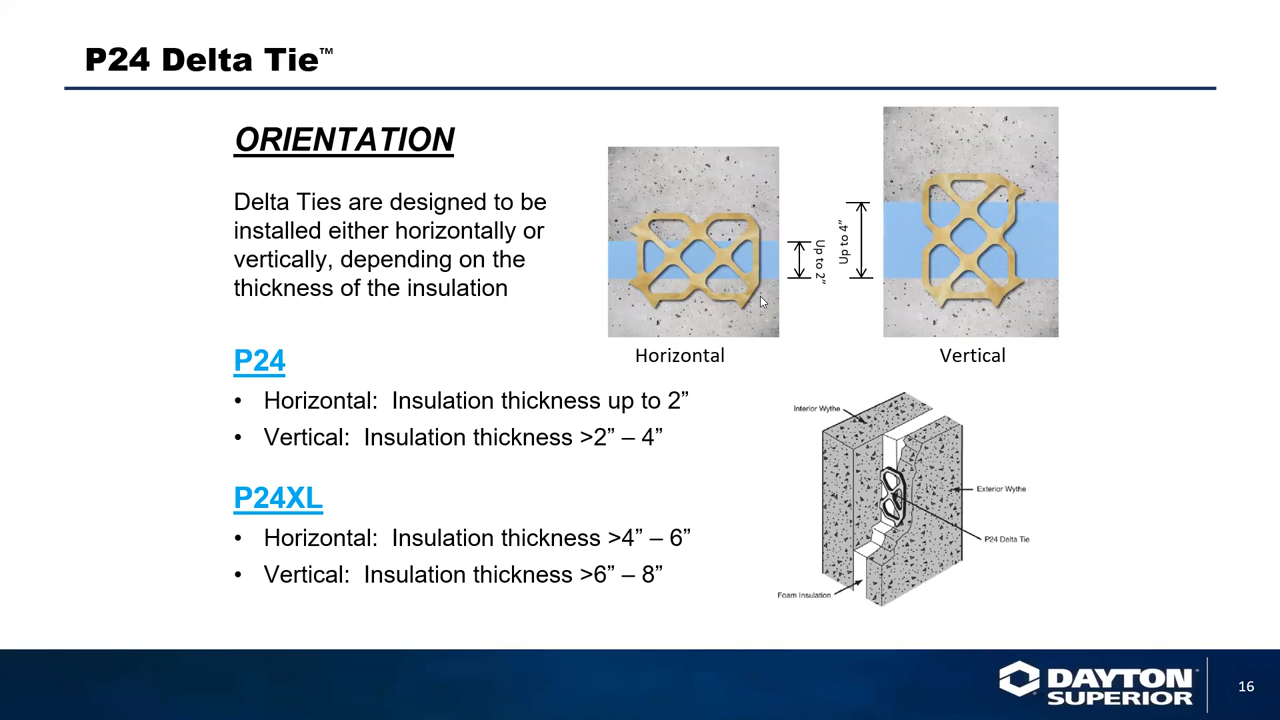 P24 Delta Tie™
ORIENTATION
Delta Ties are designed to be
installed either horizontally or
vertically, depending on the
thickness of the insulation
Up to 2”
Up to 4”
Horizontal
Vertical
P24
• Horizontal: Insulation thickness up to 2”
• Vertical: Insulation thickness >2” – 4”
P24XL
• Horizontal: Insulation thickness >4” – 6”
• Vertical: Insulation thickness >6” – 8”
Interior Wythe
Exterior Wythe
P24 Delta Tie
Foam Insulation
DAYTON
SUPERIOR
16